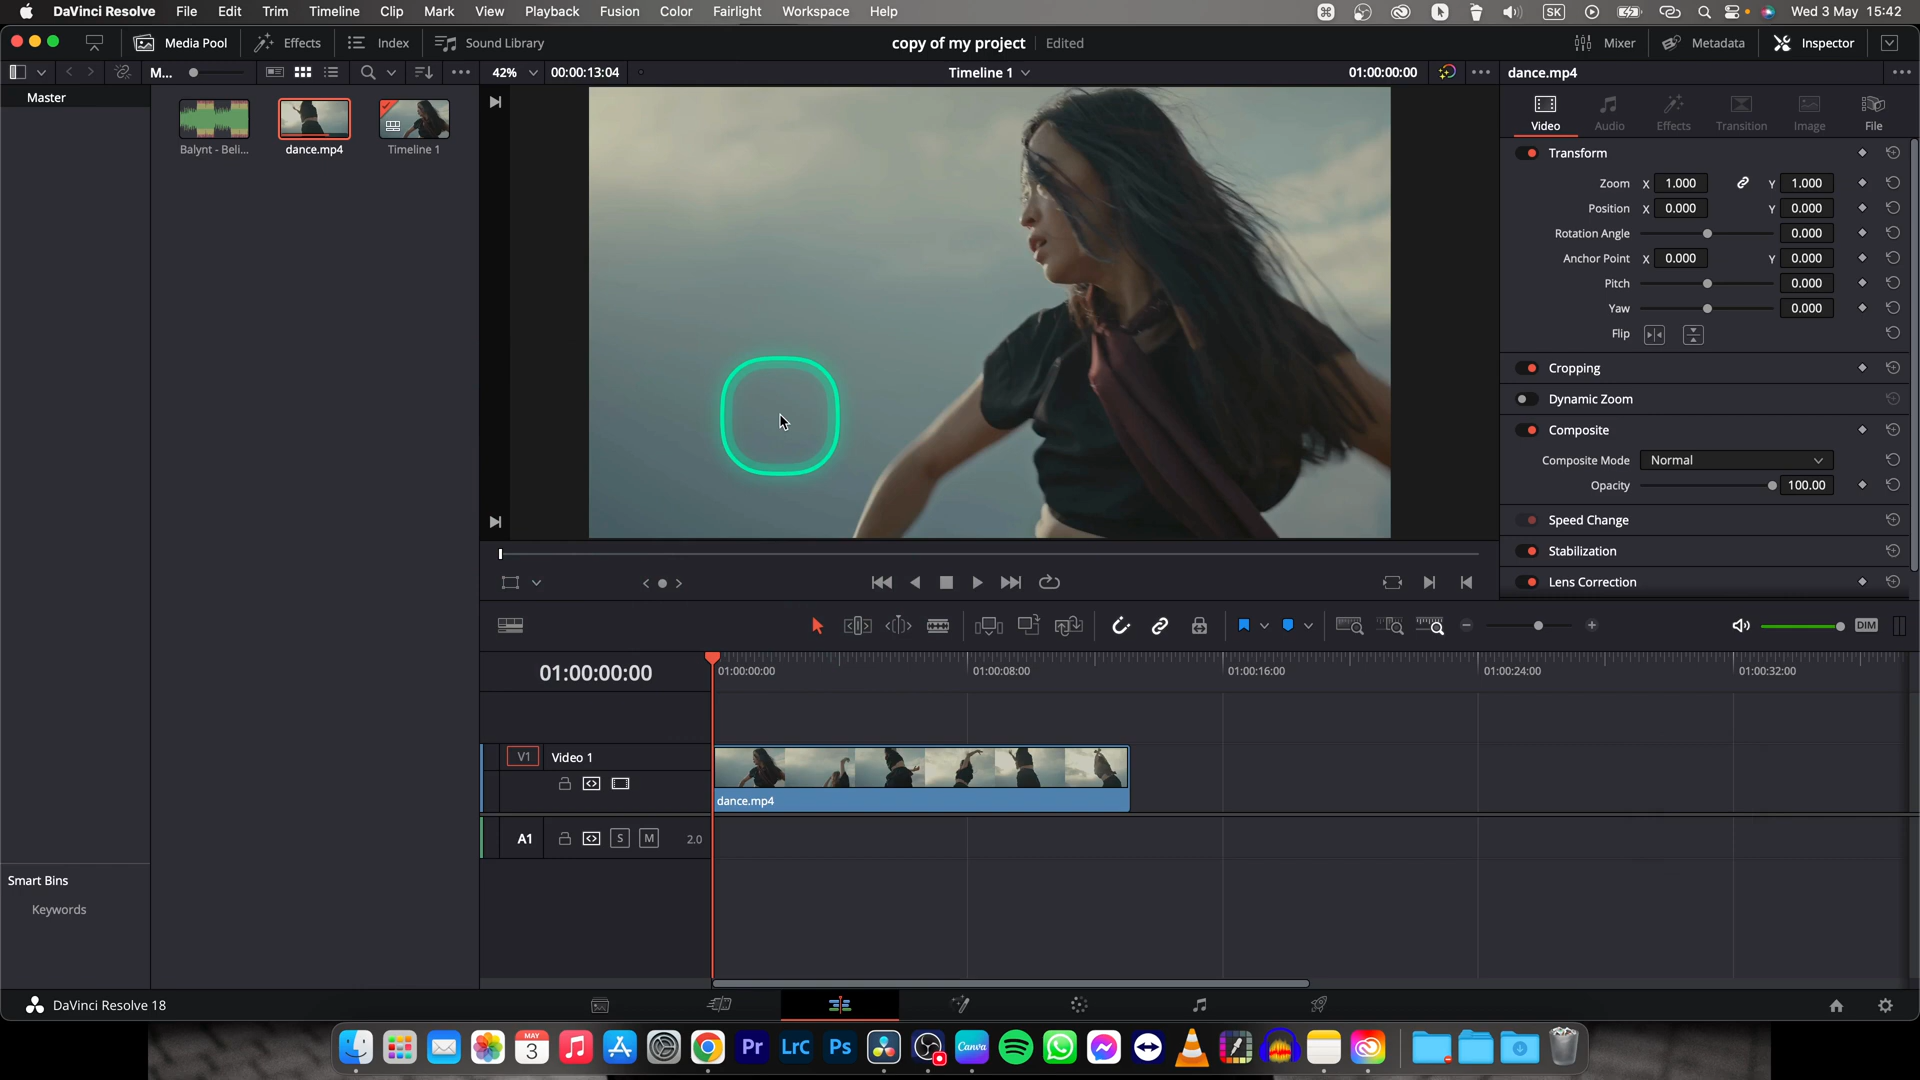 DaVinci Resolve File Edit Trim Timeline Clip Mark View Playback Fusion Color Fairlight Workspace Help SK Wed 3 May 15:42
Media Pool Effects Index Sound Library copy of my project Edited Mixer Metadata Inspector
M... 42% 00:00:13:04 Timeline 1 01:00:00:00 dance.mp4
Master
Balynt - Beli... dance.mp4 Timeline 1
Video Audio Effects Transition Image File
Transform
Zoom X 1.000 Y 1.000
Position X 0.000 Y 0.000
Rotation Angle 0.000
Anchor Point X 0.000 Y 0.000
Pitch 0.000
Yaw 0.000
Flip
Cropping
Dynamic Zoom
Composite
Composite Mode Normal
Opacity 100.00
Speed Change
Stabilization
Lens Correction
DIM
01:00:00:00 01:00:00:00 01:00:08:00 01:00:16:00 01:00:24:00 01:00:32:00
V1 Video 1
dance.mp4
A1 S M 2.0
Smart Bins
Keywords
DaVinci Resolve 18
MAY
3 Pr LrC Ps Canva